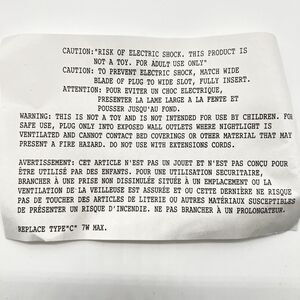 CAUTION:"RISK OF ELECTRIC SHOCK. THIS PRODUCT IS
NOT A TOY. FOR ADULT USE ONLY"
CAUTION: TO PREVENT ELECTRIC SHOCK, MATCH WIDE
BLADE OF PLUG TO WIDE SLOT, FULLY INSERT.
ATTENTION: POUR EVITER UN CHOC ELECTRIQUE,
PRESENTER LA LAME LARGE A LA FENTE ET
POUSSER JUSQU'AU FOND.
WARNING: THIS IS NOT A TOY AND IS NOT INTENDED FOR USE BY CHILDREN. FOR
SAFE USE, PLUG ONLY INTO EXPOSED WALL OUTLETS WHERE NIGHTLIGHT IS
VENTILATED AND CANNOT CONTACT BED COVERINGS OR OTHER MATERIAL THAT MAY
PRESENT A FIRE HAZARD. DO NOT USE WITH EXTENSIONS CORDS.
AVERTISSEMENT: CET ARTICLE N'EST PAS UN JOUET ET N'EST PAS CONÇU POUR
ÊTRE UTILISÉ PAR DES ENFANTS. POUR UNE UTILISATION SECURITAIRE,
BRANCHER À UNE PRISE NON DISSIMULÉE SITUÉE À UN EMPLACEMENT OU LA
VENTILATION DE LA VEILLEUSE EST ASSURÉE ET OU CETTE DERNIÈRE NE RISQUE
PAS DE TOUCHER DES ARTICLES DE LITERIE OU AUTRES MATÉRIAUX SUSCEPTIBLES
DE PRÉSENTER UN RISQUE D'INCENDIE. NE PAS BRANCHER À UN PROLONGATEUR.
REPLACE TYPE"C" 7W MAX.